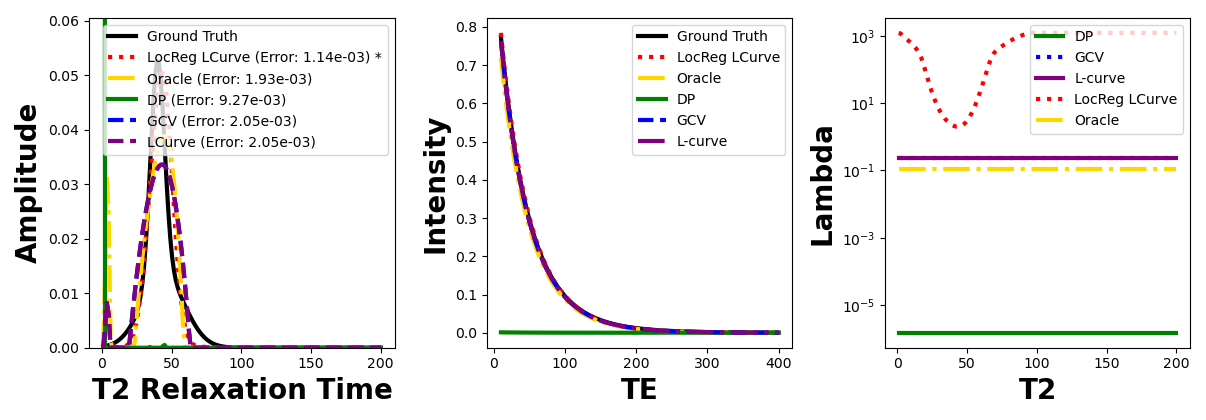 Amplitude
0.06
0.05
0.04
0.03
0.02
0.01
0.00
0
50
100
150
200
T2 Relaxation Time
Ground Truth
LocReg LCurve (Error: 1.14e-03) *
Oracle (Error: 1.93e-03)
DP (Error: 9.27e-03)
GCV (Error: 2.05e-03)
LCurve (Error: 2.05e-03)
Intensity
0.8
0.7
0.6
0.5
0.4
0.3
0.2
0.1
0.0
0
100
200
300
400
TE
Ground Truth
LocReg LCurve
Oracle
DP
GCV
L-curve
Lambda
10³
10¹
10⁻¹
10⁻³
10⁻⁵
0
50
100
150
200
T2
DP
GCV
L-curve
LocReg LCurve
Oracle